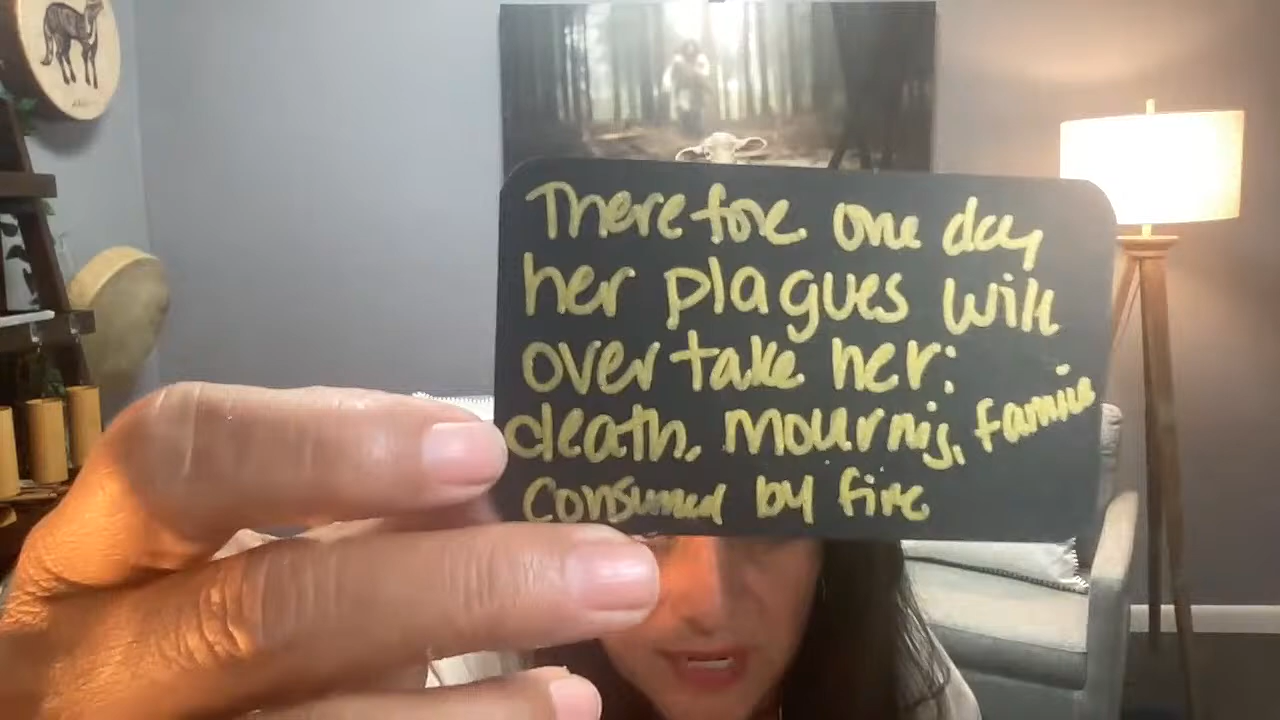 Therefore one day
her plagues will
overtake her:
death, mourning, famine
consumed by fire